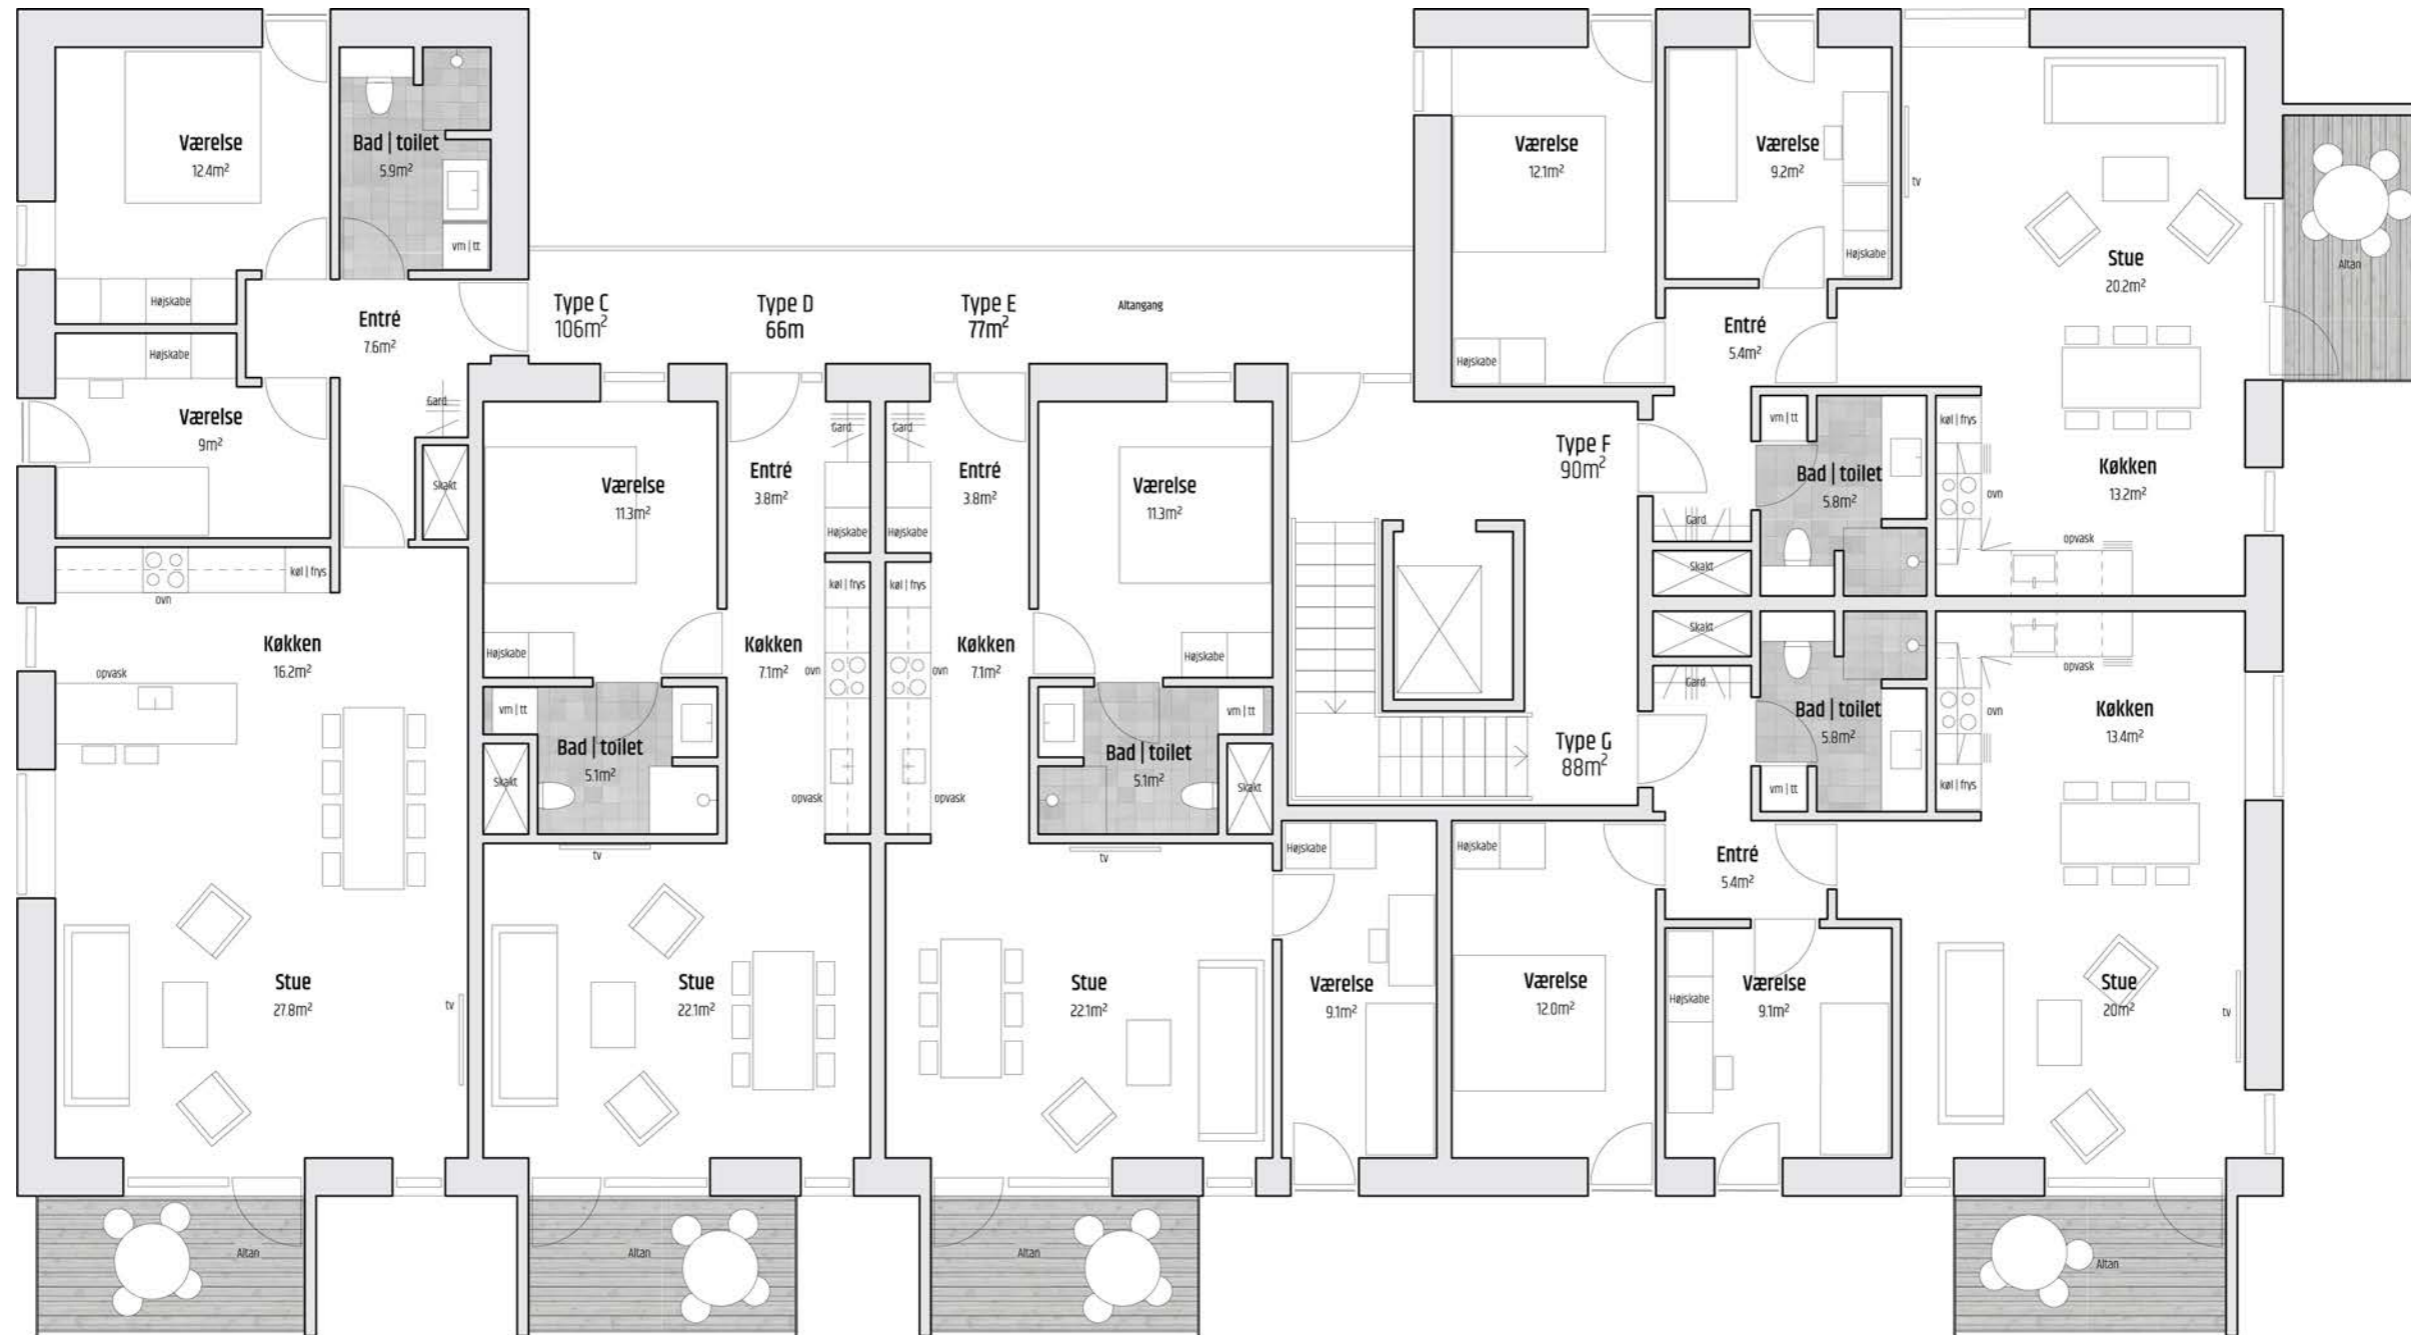 Værelse
12.4m²
Højskabe
Bad | toilet
5.9m²
vm | tt
Entré
7.6m²
Højskabe
Værelse
9m²
Gard.
Skakt
køl | frys
ovn
Køkken
16.2m²
opvask
Stue
27.8m²
tv
Altan
Type C
106m²
Type D
66m
Type E
77m²
Altangang
Værelse
11.3m²
Højskabe
Entré
3.8m²
Gard.
Højskabe
køl | frys
Køkken
7.1m²
ovn
opvask
vm | tt
Bad | toilet
5.1m²
Skakt
tv
Stue
22.1m²
Altan
Gard.
Entré
3.8m²
Højskabe
køl | frys
Køkken
7.1m²
ovn
opvask
Værelse
11.3m²
Højskabe
vm | tt
Bad | toilet
5.1m²
Skakt
tv
Stue
22.1m²
Altan
Højskabe
Værelse
9.1m²
Værelse
12.1m²
Højskabe
Værelse
9.2m²
Højskabe
tv
Stue
20.2m²
Altan
Entré
5.4m²
Type F
90m²
vm | tt
Bad | toilet
5.8m²
Gard.
Skakt
køl | frys
ovn
opvask
Køkken
13.2m²
Skakt
Gard.
Type G
88m²
Bad | toilet
5.8m²
vm | tt
opvask
ovn
køl | frys
Køkken
13.4m²
Entré
5.4m²
Højskabe
Værelse
12.0m²
Højskabe
Værelse
9.1m²
Stue
20m²
tv
Altan